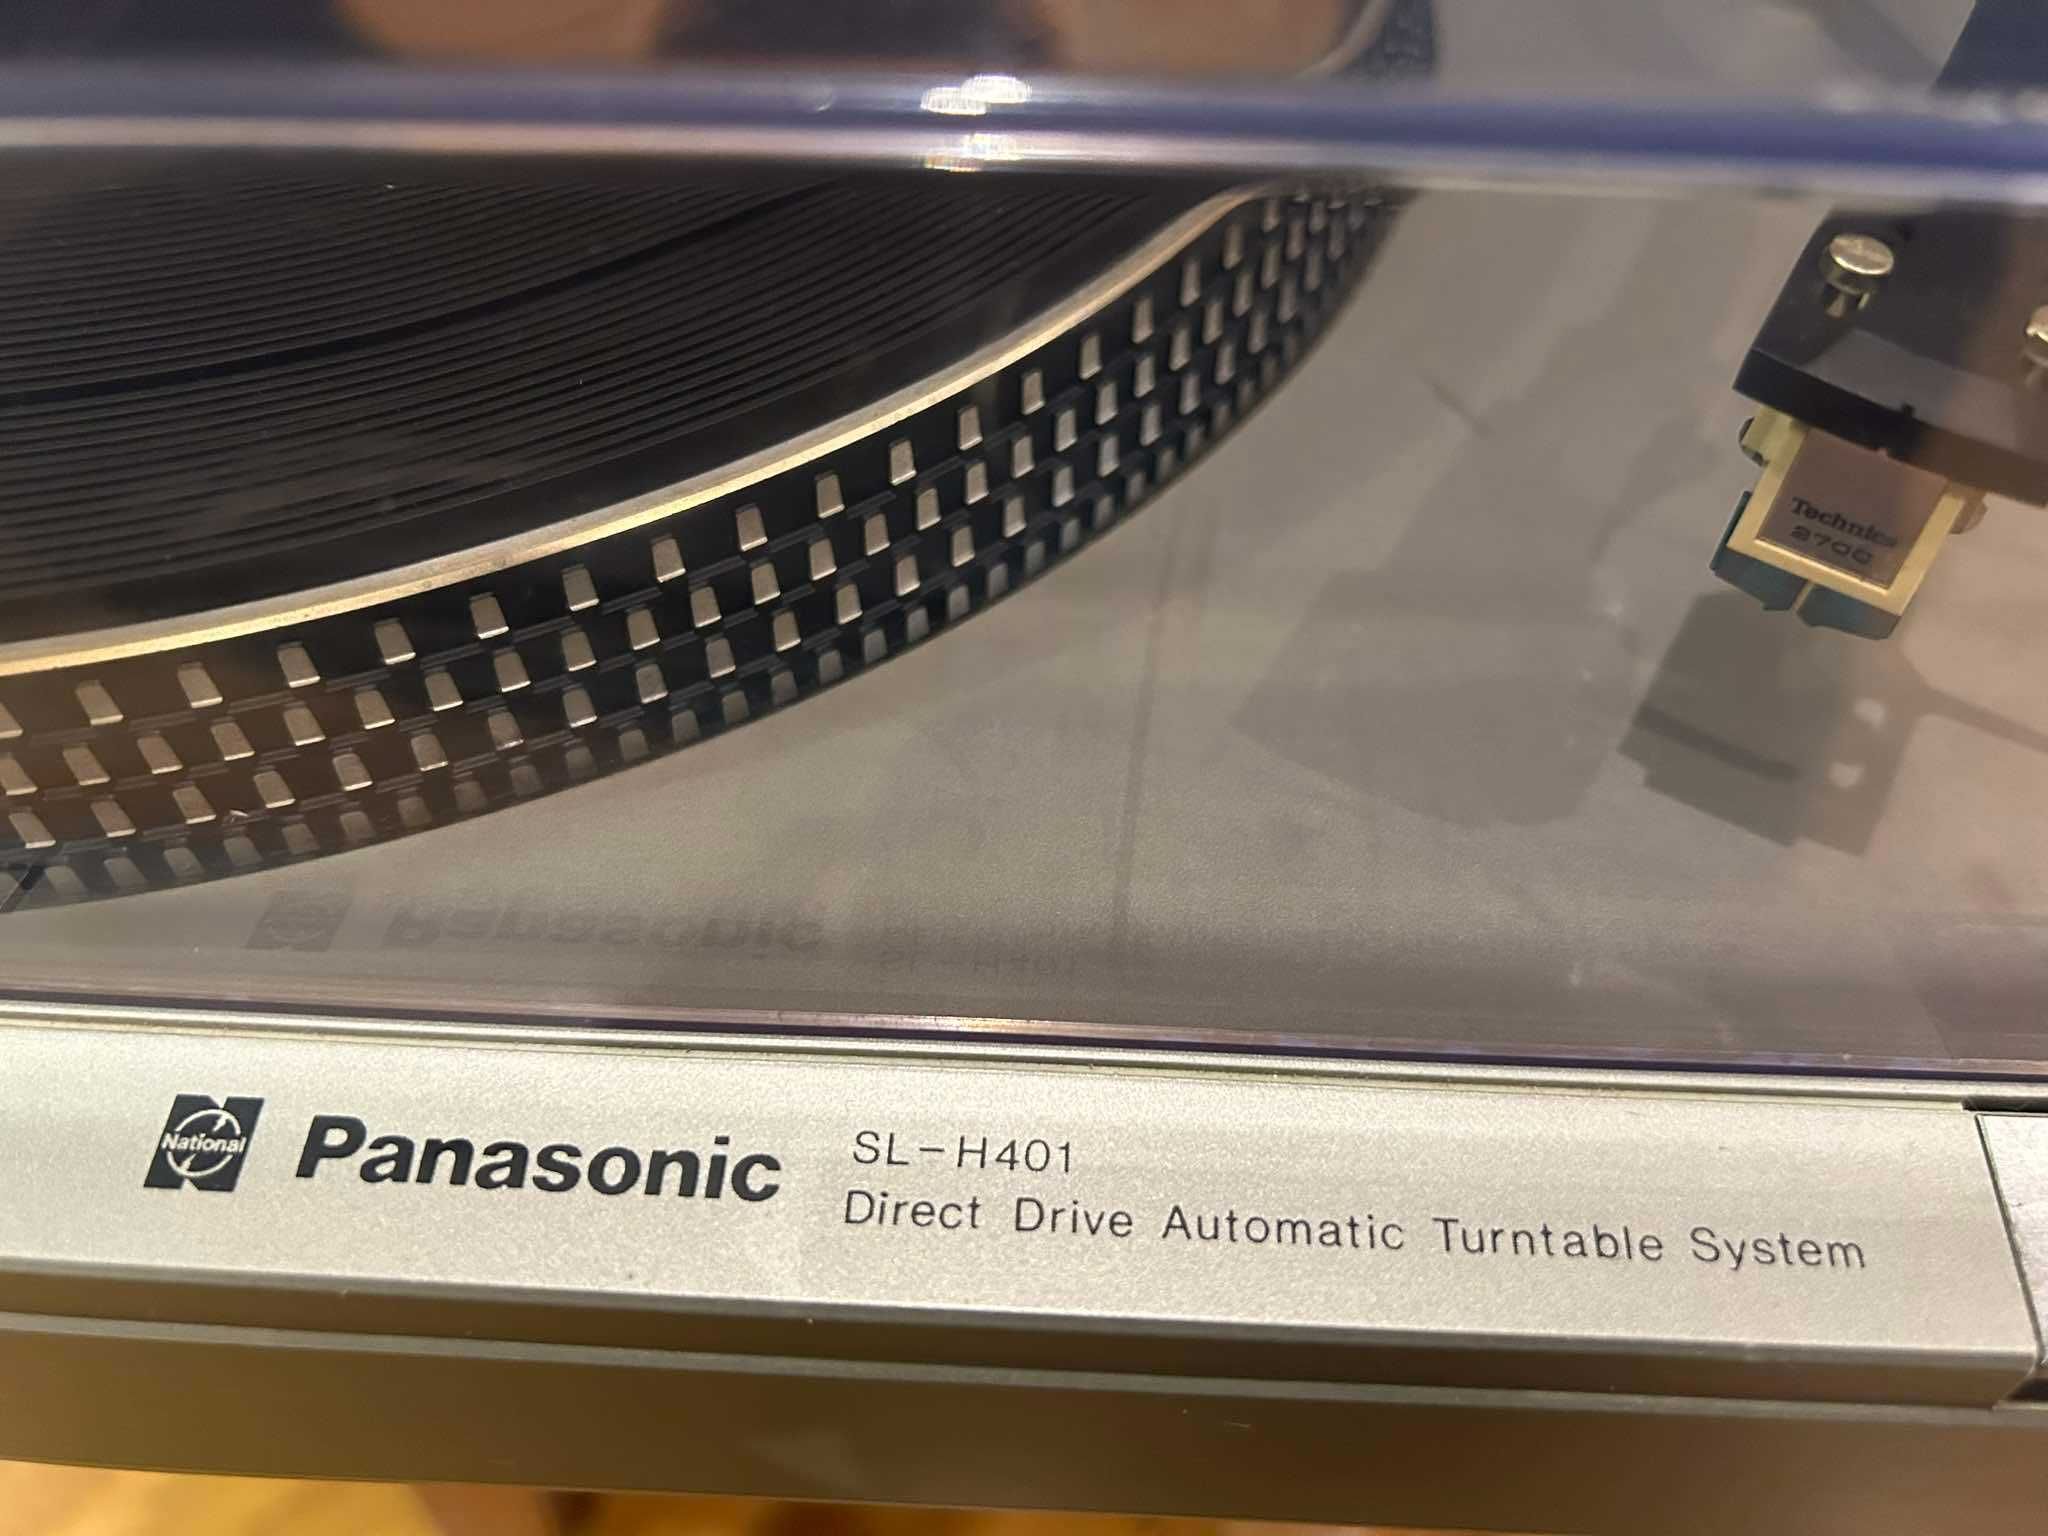 Technics
270C
National
Panasonic
SL-H401
Direct Drive Automatic Turntable System